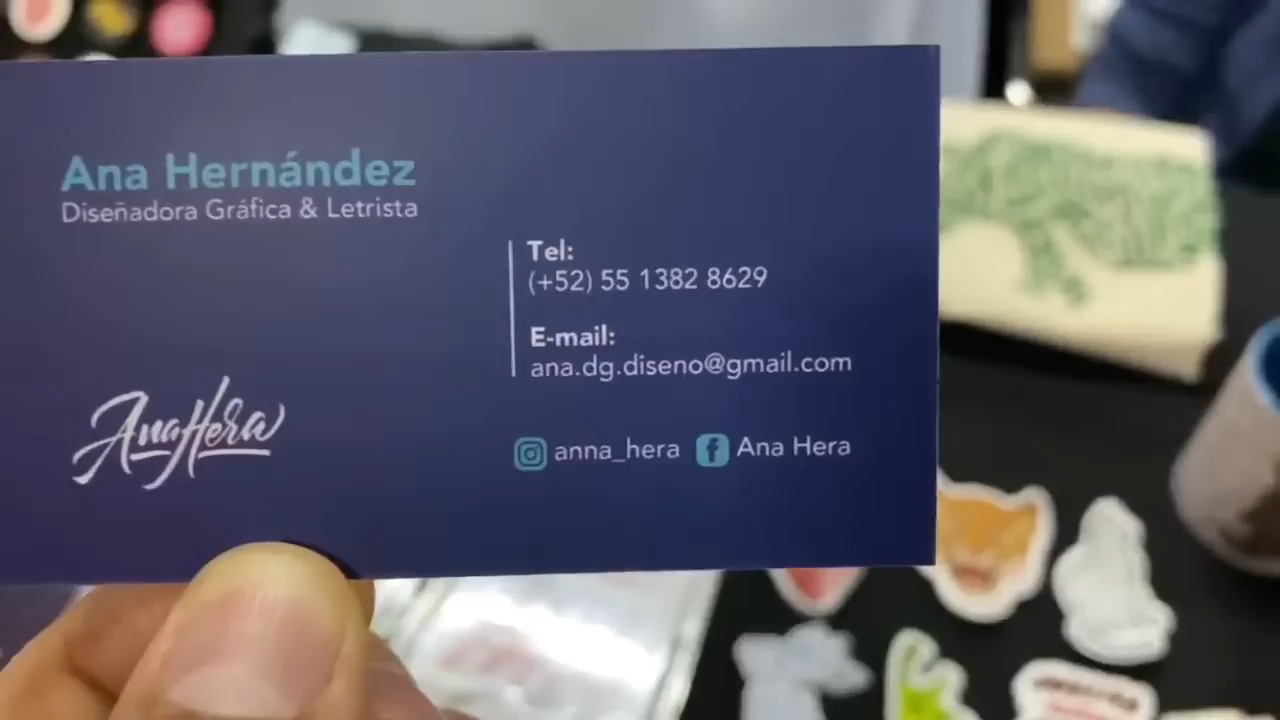 Ana Hernández
Diseñadora Gráfica & Letrista
Tel:
(+52) 55 1382 8629
E-mail:
ana.dg.diseno@gmail.com
anna_hera Ana Hera
AnaHera